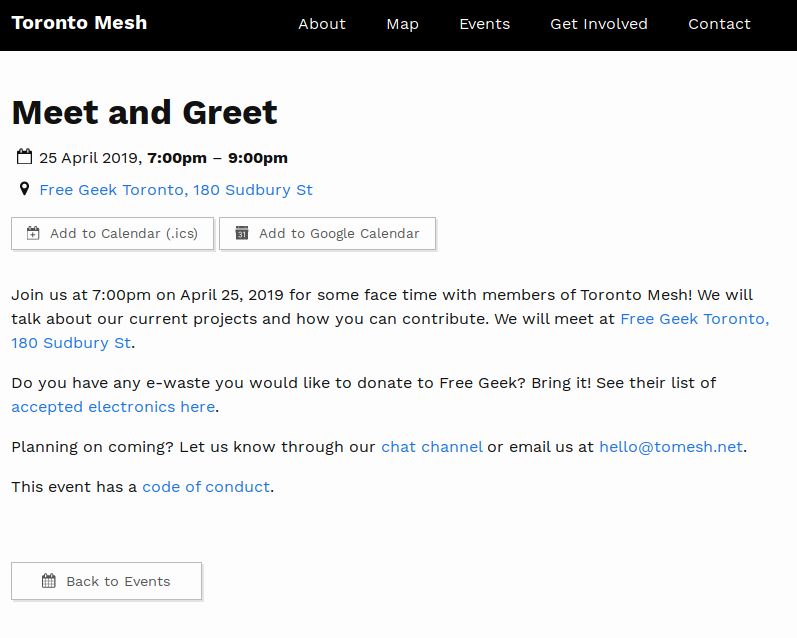 Toronto Mesh About Map Events Get Involved Contact
Meet and Greet
25 April 2019, 7:00pm – 9:00pm
Free Geek Toronto, 180 Sudbury St
Add to Calendar (.ics) 31 Add to Google Calendar
Join us at 7:00pm on April 25, 2019 for some face time with members of Toronto Mesh! We will
talk about our current projects and how you can contribute. We will meet at Free Geek Toronto,
180 Sudbury St.
Do you have any e-waste you would like to donate to Free Geek? Bring it! See their list of
accepted electronics here.
Planning on coming? Let us know through our chat channel or email us at hello@tomesh.net.
This event has a code of conduct.
Back to Events